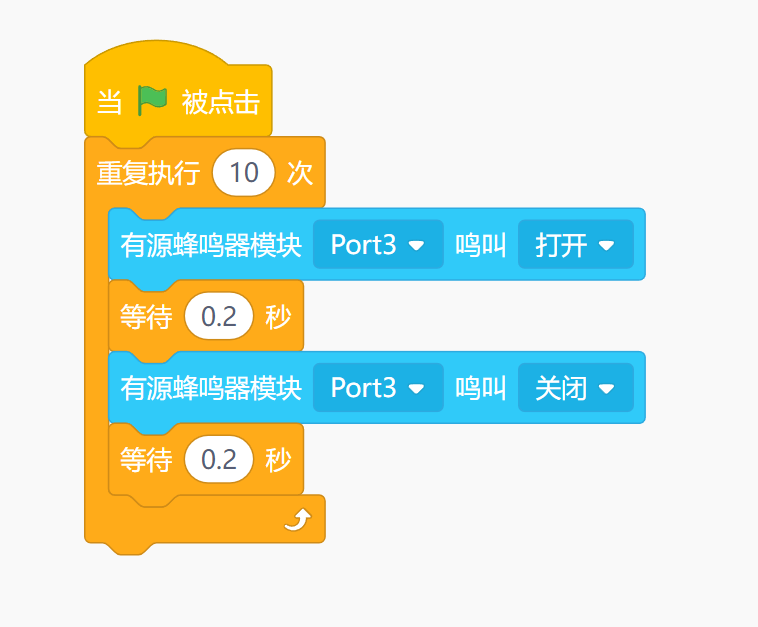 当 被点击
重复执行 10 次
有源蜂鸣器模块 Port3 鸣叫 打开
等待 0.2 秒
有源蜂鸣器模块 Port3 鸣叫 关闭
等待 0.2 秒